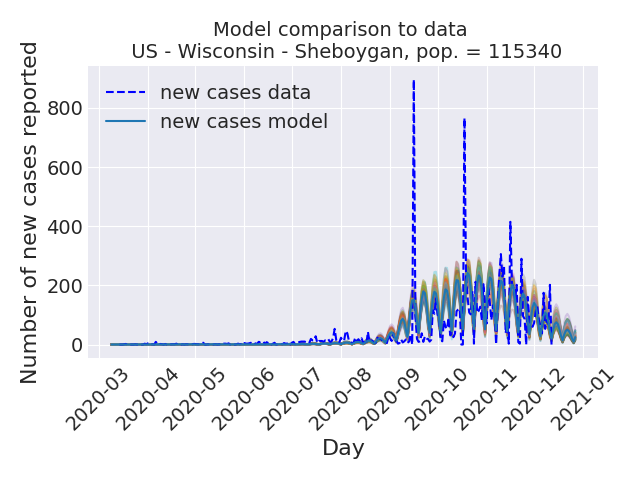 Model comparison to data
US - Wisconsin - Sheboygan, pop. = 115340
Number of new cases reported
800
600
400
200
0
new cases data
new cases model
2020-03
2020-04
2020-05
2020-06
2020-07
2020-08
2020-09
2020-10
2020-11
2020-12
2021-01
Day